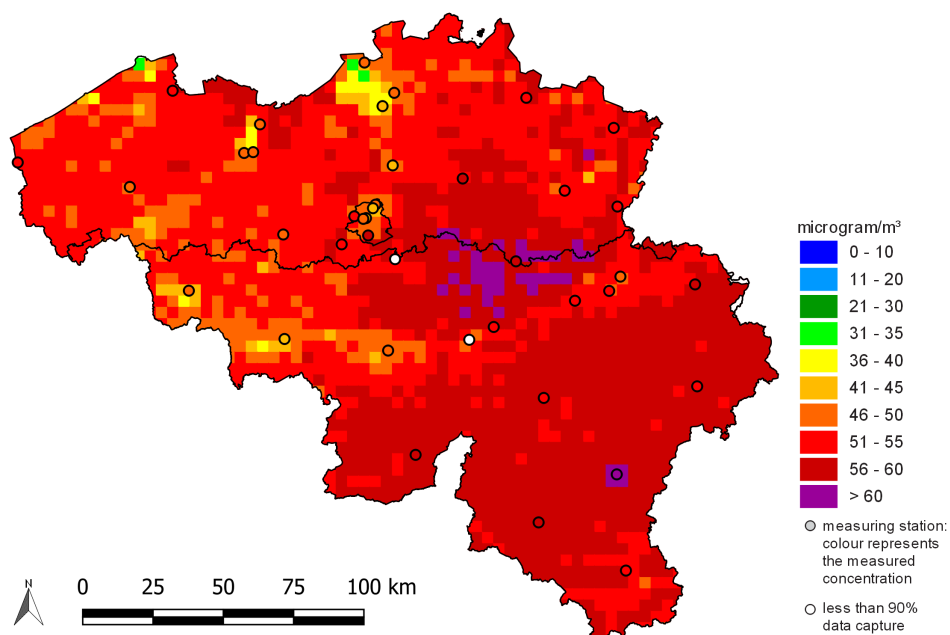 microgram/m³
0 - 10
11 - 20
21 - 30
31 - 35
36 - 40
41 - 45
46 - 50
51 - 55
56 - 60
> 60
measuring station:
colour represents
the measured
concentration
less than 90%
data capture
N
0 25 50 75 100 km